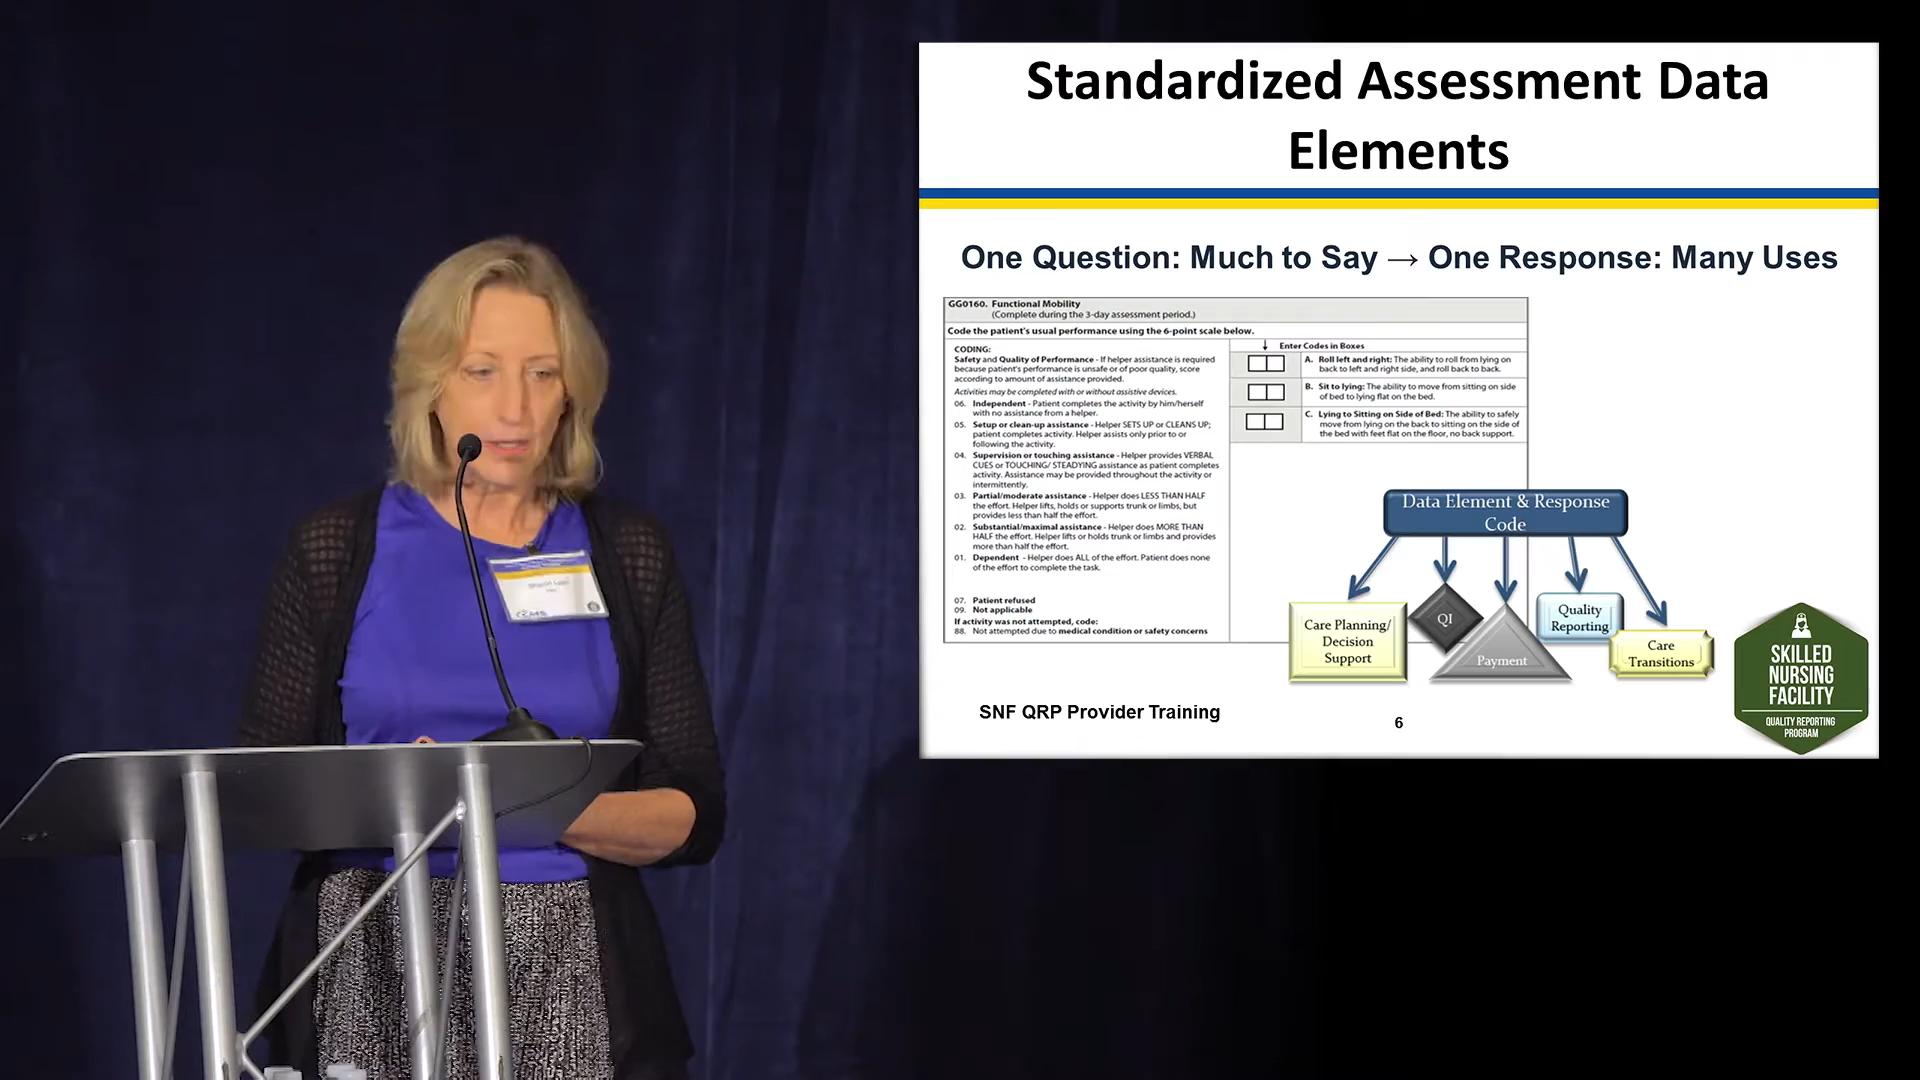 Standardized Assessment Data
Elements
One Question: Much to Say → One Response: Many Uses
GG0160. Functional Mobility
(Complete during the 3-day assessment period.)
Code the patient's usual performance using the 6-point scale below.
CODING:
Safety and Quality of Performance - If helper assistance is required
because patient's performance is unsafe or of poor quality, score
according to amount of assistance provided.
Activities may be completed with or without assistive devices.
06. Independent - Patient completes the activity by him/herself
with no assistance from a helper.
05. Setup or clean-up assistance - Helper SETS UP or CLEANS UP;
patient completes activity. Helper assists only prior to or
following the activity.
04. Supervision or touching assistance - Helper provides VERBAL
CUES or TOUCHING/ STEADYING assistance as patient completes
activity. Assistance may be provided throughout the activity or
intermittently.
03. Partial/moderate assistance - Helper does LESS THAN HALF
the effort. Helper lifts, holds or supports trunk or limbs, but
provides less than half the effort.
02. Substantial/maximal assistance - Helper does MORE THAN
HALF the effort. Helper lifts or holds trunk or limbs and provides
more than half the effort.
01. Dependent - Helper does ALL of the effort. Patient does none
of the effort to complete the task.
07. Patient refused
09. Not applicable
If activity was not attempted, code:
88. Not attempted due to medical condition or safety concerns
↓ Enter Codes in Boxes
A. Roll left and right: The ability to roll from lying on
back to left and right side, and roll back to back.
B. Sit to lying: The ability to move from sitting on side
of bed to lying flat on the bed.
C. Lying to Sitting on Side of Bed: The ability to safely
move from lying on the back to sitting on the side of
the bed with feet flat on the floor, no back support.
Data Element & Response
Code
Care Planning/
Decision
Support
QI
Payment
Quality
Reporting
Care
Transitions
SKILLED
NURSING
FACILITY
QUALITY REPORTING
PROGRAM
SNF QRP Provider Training
6